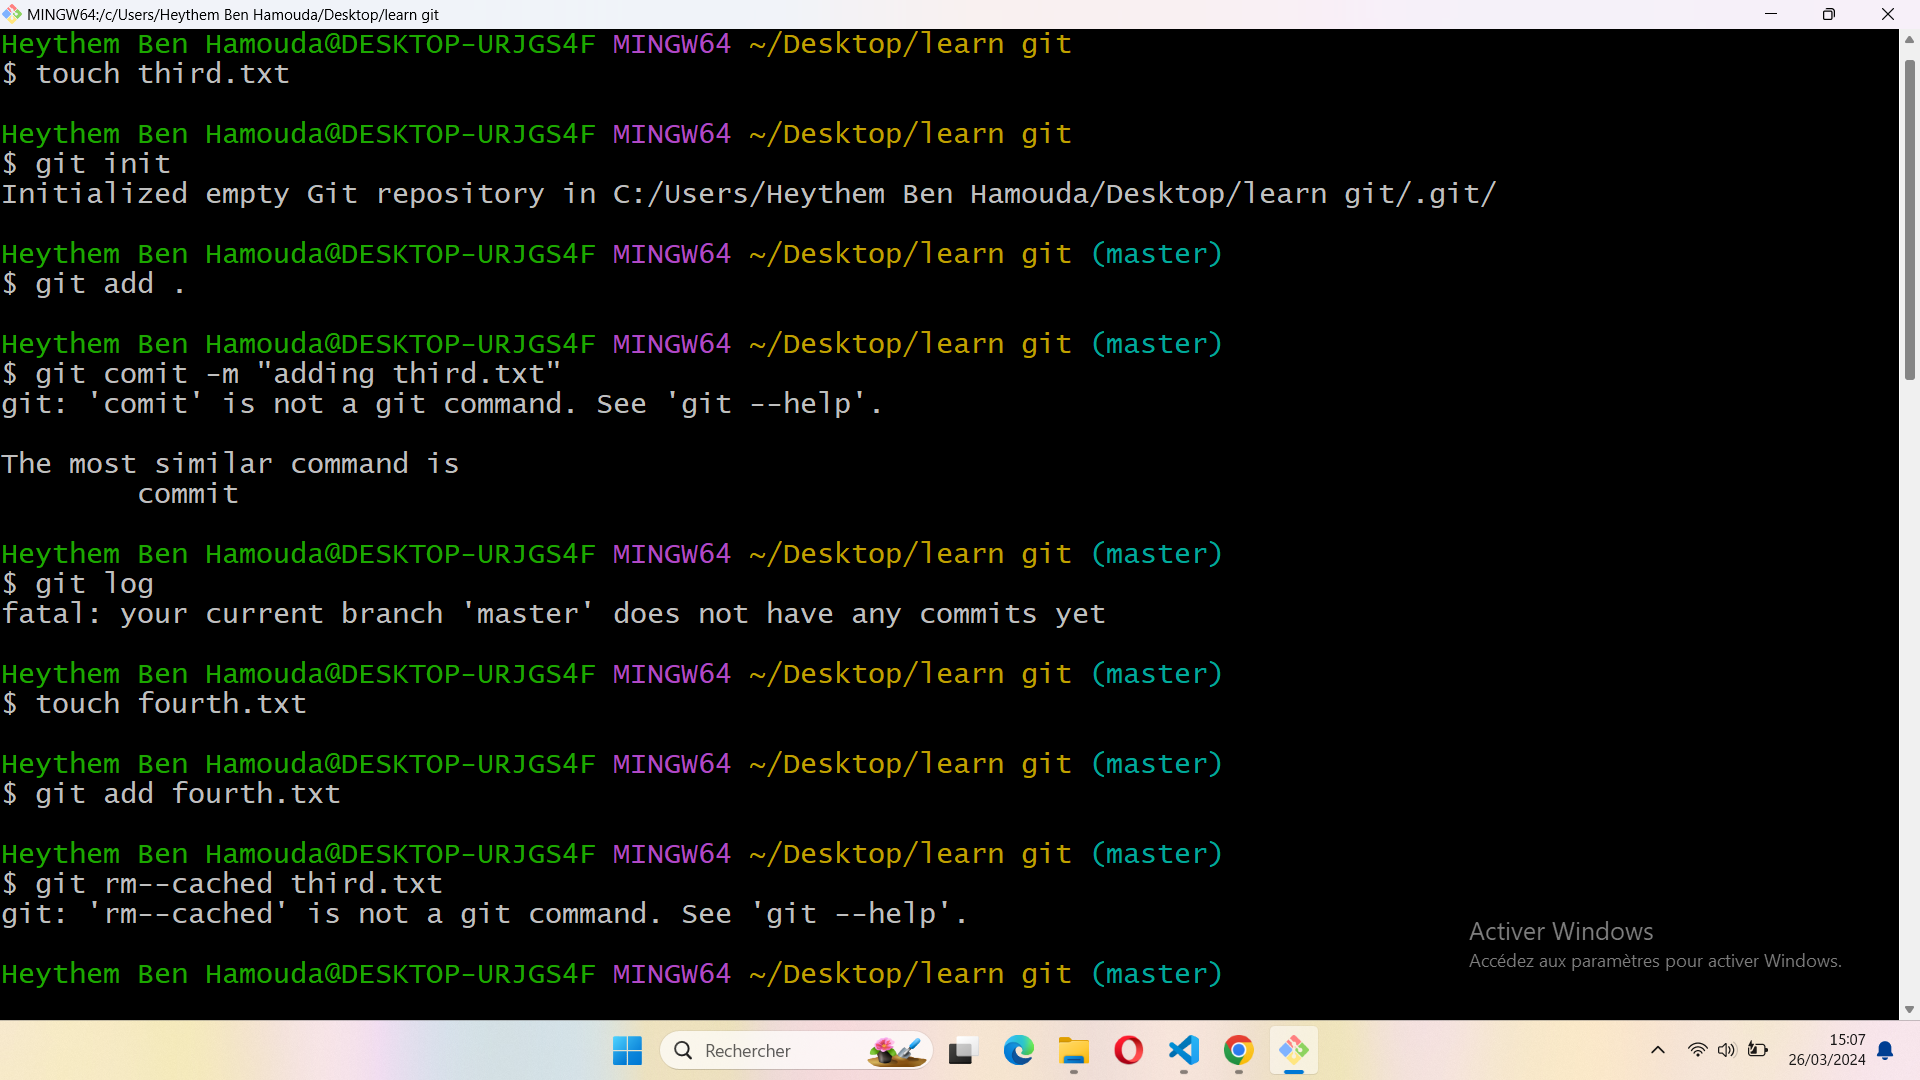 MINGW64:/c/Users/Heythem Ben Hamouda/Desktop/learn git
Heythem Ben Hamouda@DESKTOP-URJGS4F MINGW64 ~/Desktop/learn git
$ touch third.txt
Heythem Ben Hamouda@DESKTOP-URJGS4F MINGW64 ~/Desktop/learn git
$ git init
Initialized empty Git repository in C:/Users/Heythem Ben Hamouda/Desktop/learn git/.git/
Heythem Ben Hamouda@DESKTOP-URJGS4F MINGW64 ~/Desktop/learn git (master)
$ git add .
Heythem Ben Hamouda@DESKTOP-URJGS4F MINGW64 ~/Desktop/learn git (master)
$ git comit -m "adding third.txt"
git: 'comit' is not a git command. See 'git --help'.
The most similar command is
commit
Heythem Ben Hamouda@DESKTOP-URJGS4F MINGW64 ~/Desktop/learn git (master)
$ git log
fatal: your current branch 'master' does not have any commits yet
Heythem Ben Hamouda@DESKTOP-URJGS4F MINGW64 ~/Desktop/learn git (master)
$ touch fourth.txt
Heythem Ben Hamouda@DESKTOP-URJGS4F MINGW64 ~/Desktop/learn git (master)
$ git add fourth.txt
Heythem Ben Hamouda@DESKTOP-URJGS4F MINGW64 ~/Desktop/learn git (master)
$ git rm--cached third.txt
git: 'rm--cached' is not a git command. See 'git --help'.
Heythem Ben Hamouda@DESKTOP-URJGS4F MINGW64 ~/Desktop/learn git (master)
Activer Windows
Accédez aux paramètres pour activer Windows.
Rechercher
15:07
26/03/2024